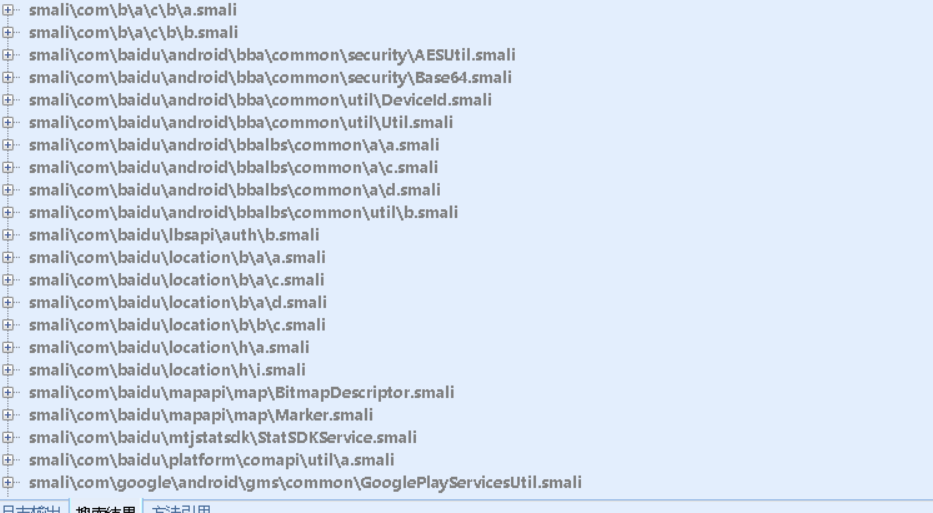 smali\com\b\a\c\b\a.smali
smali\com\b\a\c\b\b.smali
smali\com\baidu\android\bba\common\security\AESUtil.smali
smali\com\baidu\android\bba\common\security\Base64.smali
smali\com\baidu\android\bba\common\util\DeviceId.smali
smali\com\baidu\android\bba\common\util\Util.smali
smali\com\baidu\android\bbalbs\common\a\a.smali
smali\com\baidu\android\bbalbs\common\a\c.smali
smali\com\baidu\android\bbalbs\common\a\d.smali
smali\com\baidu\android\bbalbs\common\util\b.smali
smali\com\baidu\lbsapi\auth\b.smali
smali\com\baidu\location\b\a\a.smali
smali\com\baidu\location\b\a\c.smali
smali\com\baidu\location\b\a\d.smali
smali\com\baidu\location\b\b\c.smali
smali\com\baidu\location\h\a.smali
smali\com\baidu\location\h\i.smali
smali\com\baidu\mapapi\map\BitmapDescriptor.smali
smali\com\baidu\mapapi\map\Marker.smali
smali\com\baidu\mtjstatsdk\StatSDKService.smali
smali\com\baidu\platform\comapi\util\a.smali
smali\com\google\android\gms\common\GooglePlayServicesUtil.smali
日志输出 搜索结果 方法引用